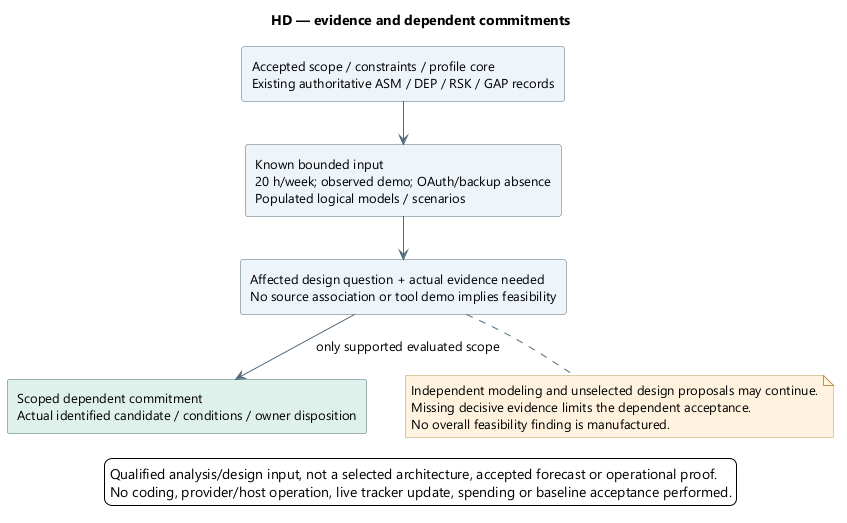 HD — evidence and dependent commitments
Accepted scope / constraints / profile core
Existing authoritative ASM / DEP / RSK / GAP records
Known bounded input
20 h/week; observed demo; OAuth/backup absence
Populated logical models / scenarios
Affected design question + actual evidence needed
No source association or tool demo implies feasibility
only supported evaluated scope
Scoped dependent commitment
Actual identified candidate / conditions / owner disposition
Independent modeling and unselected design proposals may continue.
Missing decisive evidence limits the dependent acceptance.
No overall feasibility finding is manufactured.
Qualified analysis/design input, not a selected architecture, accepted forecast or operational proof.
No coding, provider/host operation, live tracker update, spending or baseline acceptance performed.